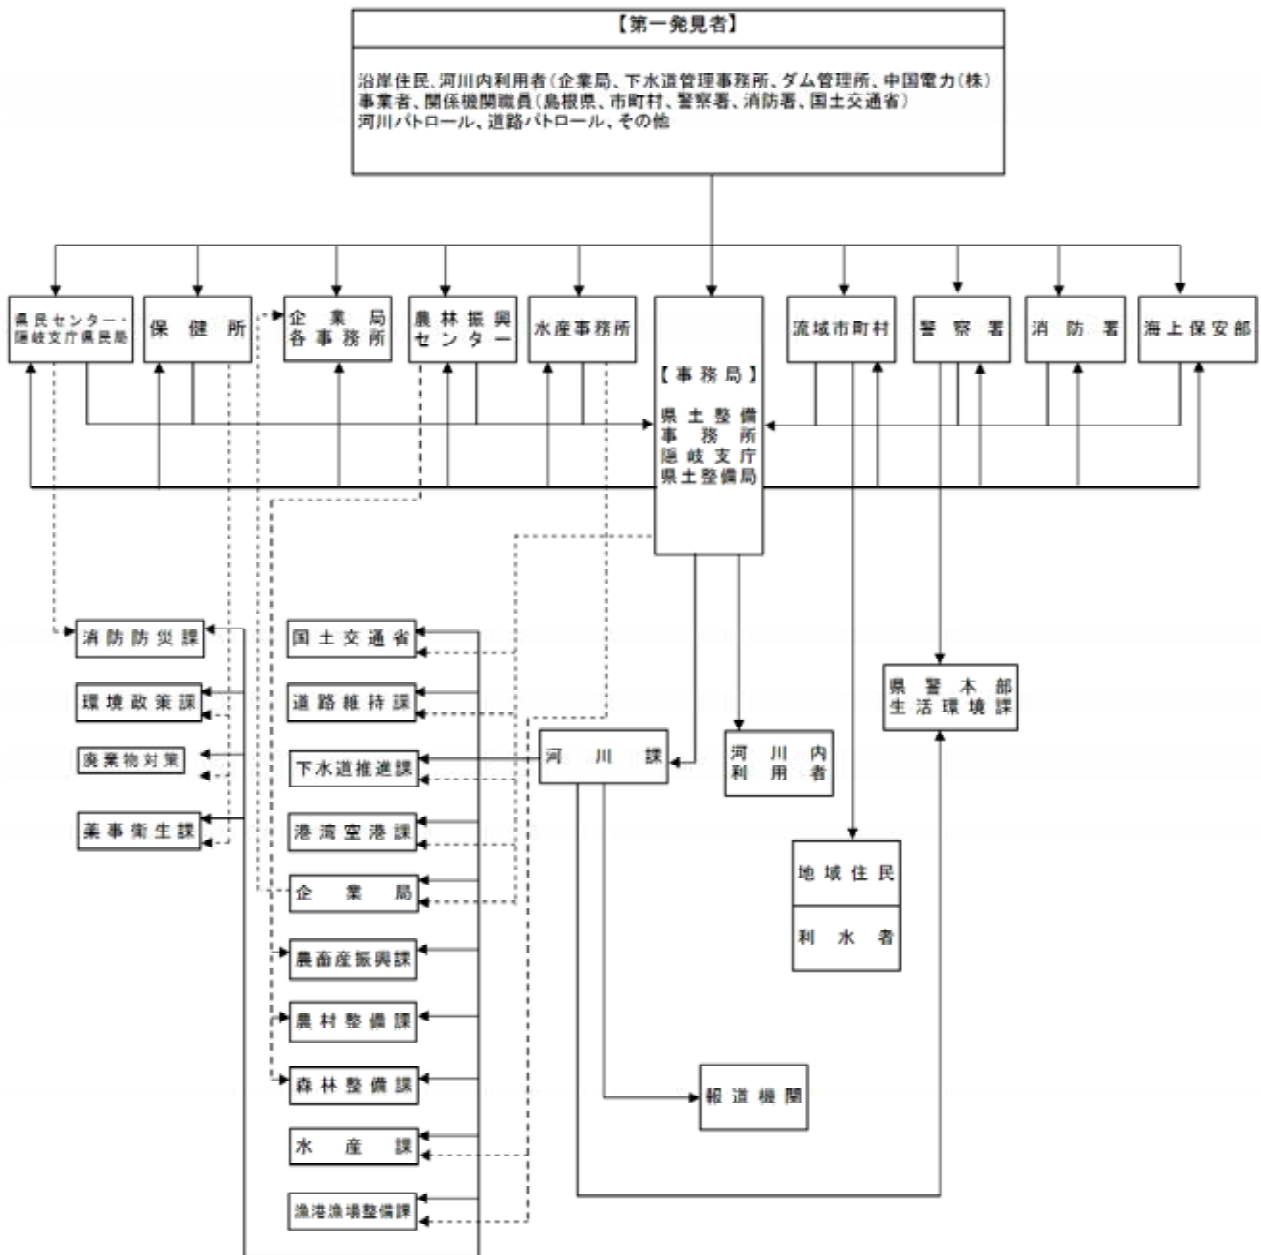 【第一発見者】
沿岸住民、河川内利用者(企業局、下水道管理事務所、ダム管理所、中国電力(株)
事業者、関係機関職員(島根県、市町村、警察署、消防署、国土交通省)
河川パトロール、道路パトロール、その他
県民センター・
隠岐支庁県民局
保健所
企業局
各事務所
農林振興
センター
水産事務所
【事務局】
県土整備
事務所
隠岐支庁
県土整備局
流域市町村
警察署
消防署
海上保安部
消防防災課
環境政策課
廃棄物対策
薬事衛生課
国土交通省
道路維持課
下水道推進課
港湾空港課
企業局
農畜産振興課
農村整備課
森林整備課
水産課
漁港漁場整備課
河川課
河川内
利用者
県警本部
生活環境課
地域住民
利水者
報道機関